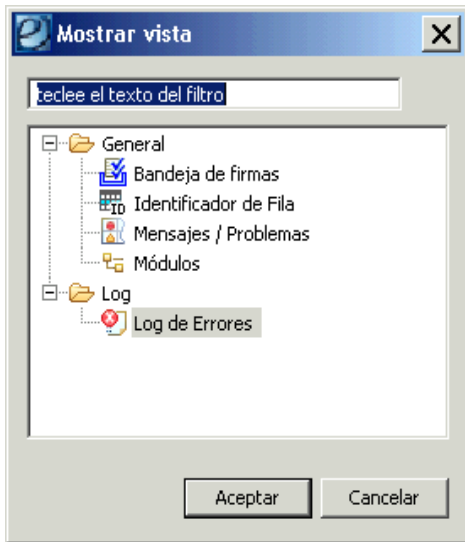 Mostrar vista
teclee el texto del filtro
General
Bandeja de firmas
ID Identificador de Fila
Mensajes / Problemas
Módulos
Log
Log de Errores
Aceptar Cancelar